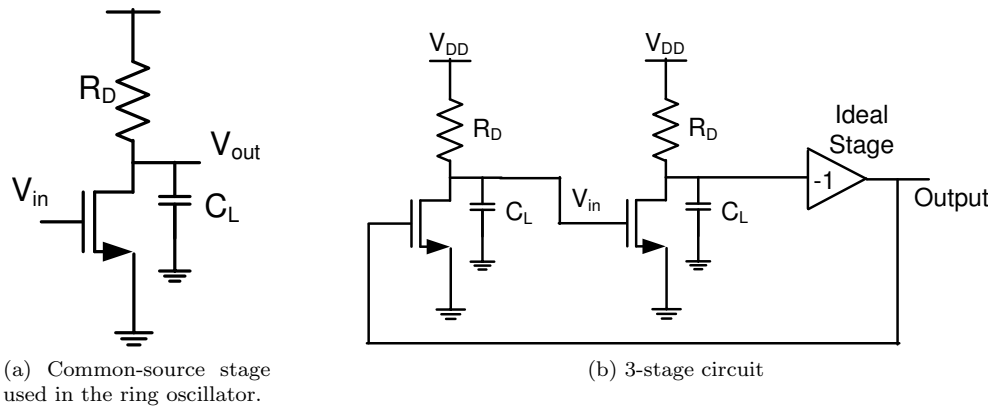 R_D
V_out
V_in
C_L
(a) Common-source stage
used in the ring oscillator.
V_DD
V_DD
R_D
R_D
Ideal
Stage
-1
Output
V_in
C_L
C_L
(b) 3-stage circuit